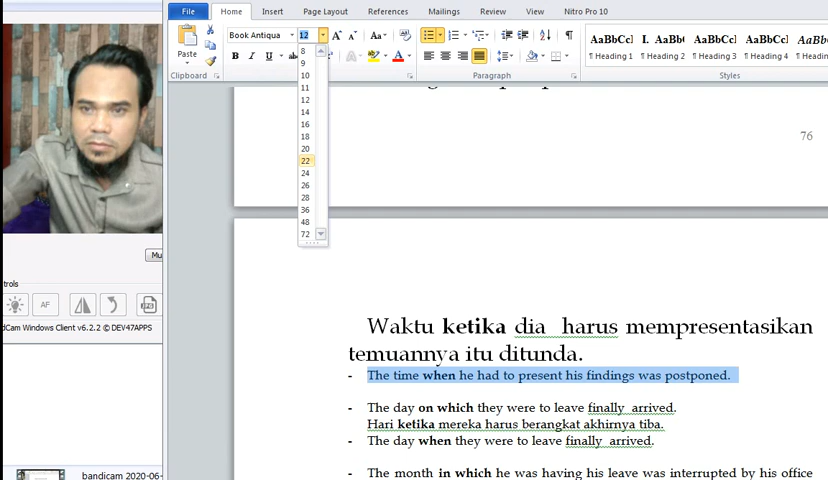 File Home Insert Page Layout References Mailings Review View Nitro Pro 10
Paste
Clipboard
Book Antiqua 12
B I U
Aa
Paragraph
AaBbCcI I. AaBb AaBbCcI AaBbCcI AaBb
¶ Heading 1 ¶ Heading 2 ¶ Heading 3 ¶ Heading 4 ¶ Heading
Styles
8
9
10
11
12
14
16
18
20
22
24
26
28
36
48
72
76
Mu
trols
AF
JPG
dCam Windows Client v6.2.2 © DEV47APPS
bandicam 2020-06-
Waktu ketika dia harus mempresentasikan
temuannya itu ditunda.
- The time when he had to present his findings was postponed.
- The day on which they were to leave finally arrived.
Hari ketika mereka harus berangkat akhirnya tiba.
- The day when they were to leave finally arrived.
- The month in which he was having his leave was interrupted by his office